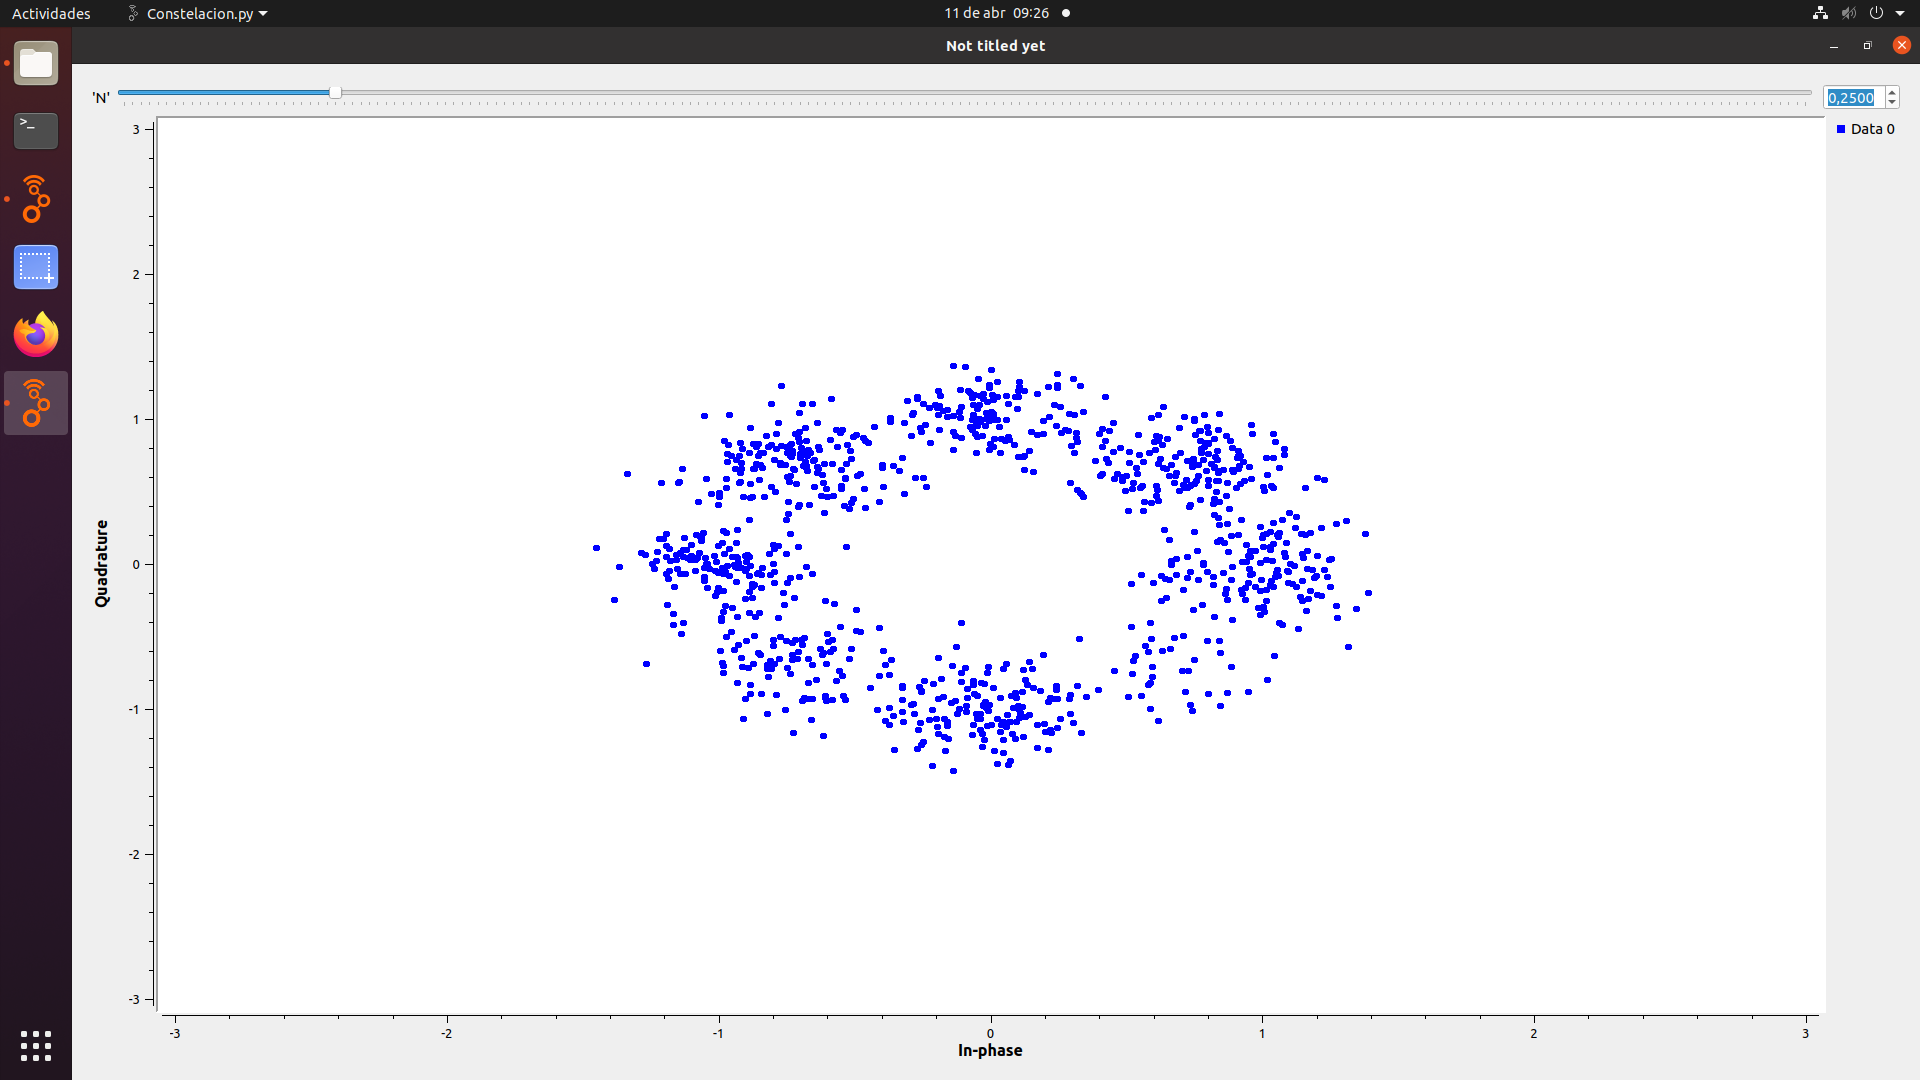 Actividades Constelacion.py 11 de abr 09:26
Not titled yet
'N' 0,2500
Data 0
3
2
1
0
-1
-2
-3
Quadrature
-3 -2 -1 0 1 2 3
In-phase